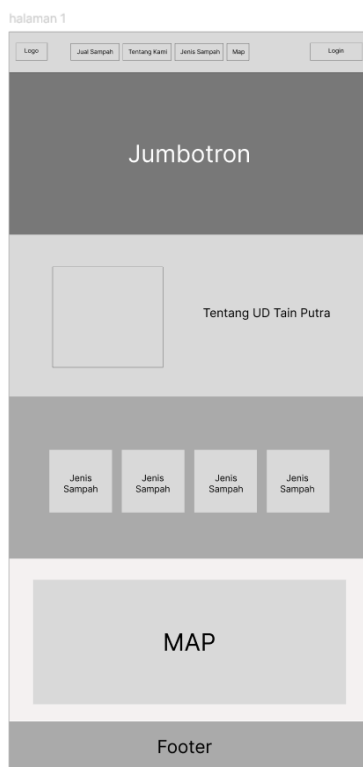 halaman 1
Logo
Jual Sampah
Tentang Kami
Jenis Sampah
Map
Login
Jumbotron
Tentang UD Tain Putra
Jenis
Sampah
Jenis
Sampah
Jenis
Sampah
Jenis
Sampah
MAP
Footer